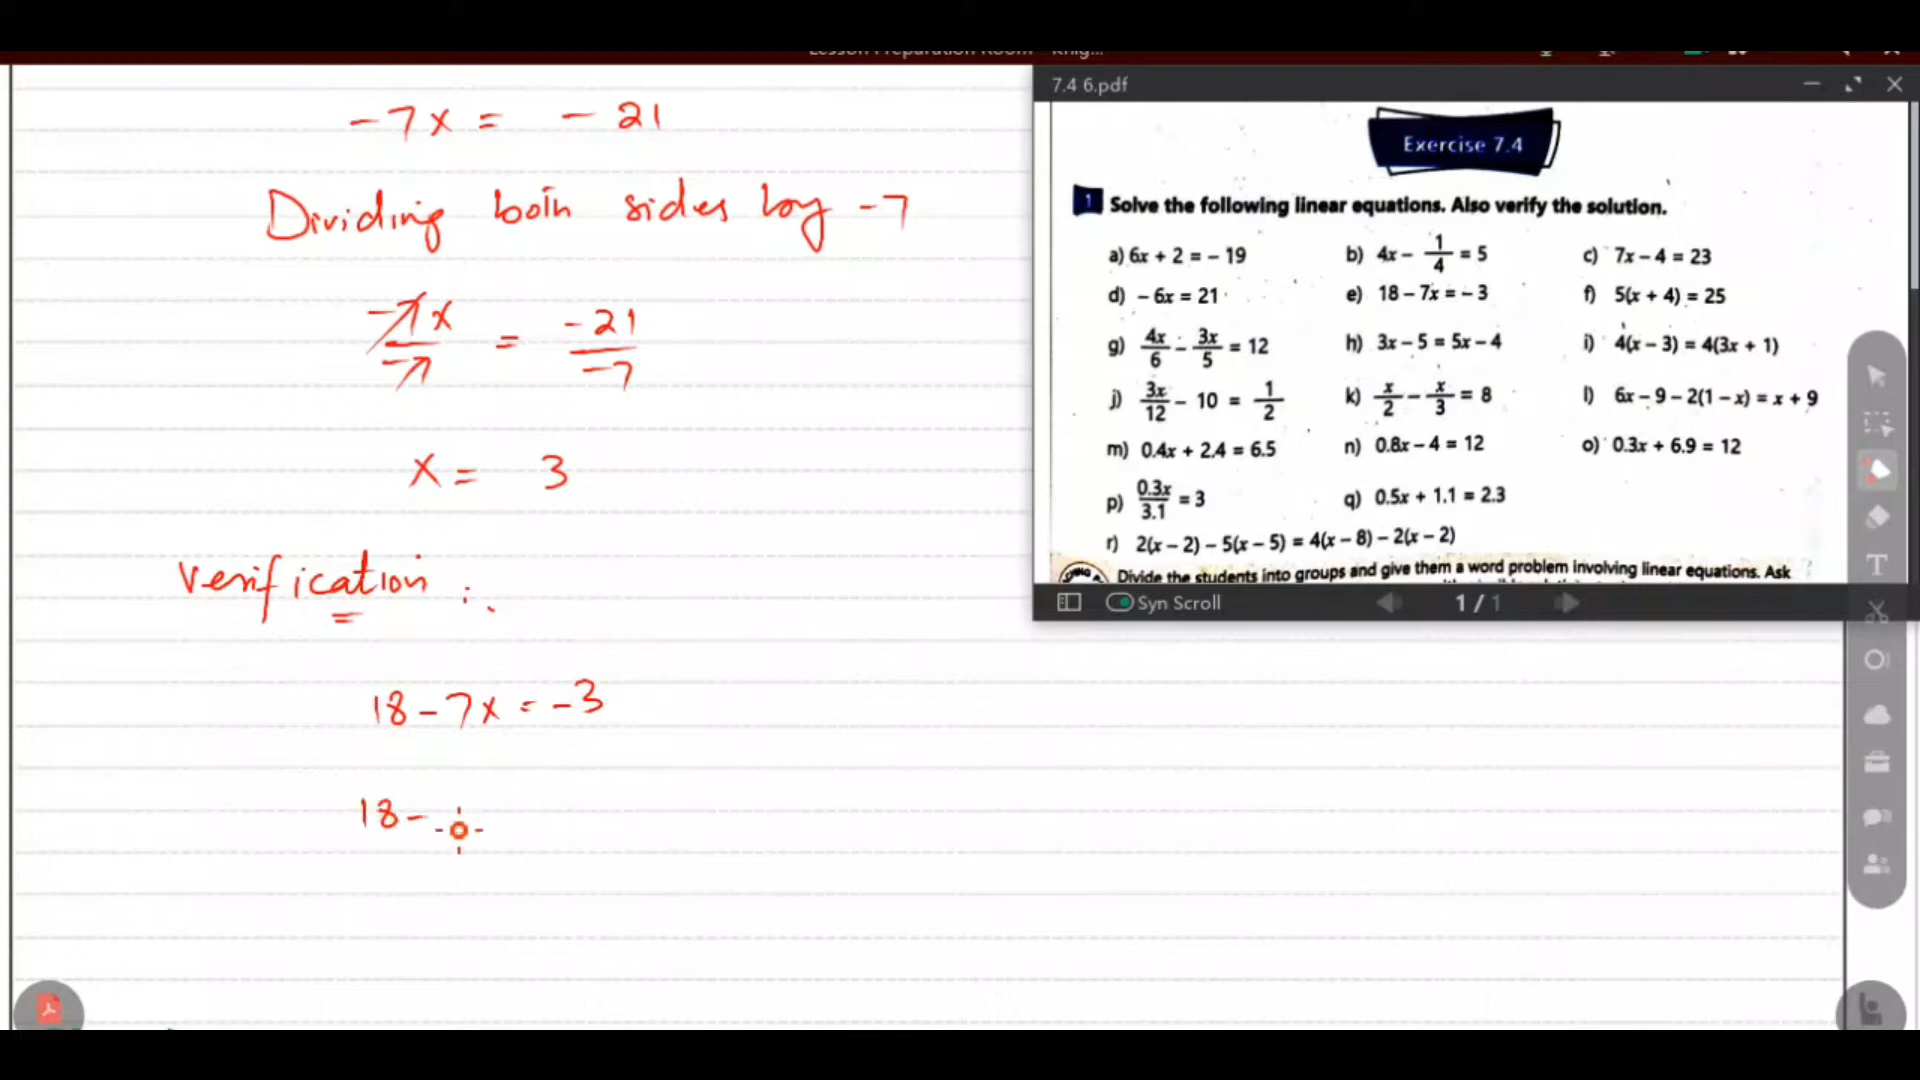 Lesson Preparation Room - Knig...
-7x = - 21
Dividing both sides by -7
-7x/-7 = -21/-7
x = 3
Verification :.
18 - 7x = -3
18 -
7.4 6.pdf
Exercise 7.4
1 Solve the following linear equations. Also verify the solution.
a) 6x + 2 = - 19 b) 4x - 1/4 = 5 c) 7x - 4 = 23
d) - 6x = 21 e) 18 - 7x = - 3 f) 5(x + 4) = 25
g) 4x/6 - 3x/5 = 12 h) 3x - 5 = 5x - 4 i) 4(x - 3) = 4(3x + 1)
j) 3x/12 - 10 = 1/2 k) x/2 - x/3 = 8 l) 6x - 9 - 2(1 - x) = x + 9
m) 0.4x + 2.4 = 6.5 n) 0.8x - 4 = 12 o) 0.3x + 6.9 = 12
p) 0.3x/3.1 = 3 q) 0.5x + 1.1 = 2.3
r) 2(x - 2) - 5(x - 5) = 4(x - 8) - 2(x - 2)
Divide the students into groups and give them a word problem involving linear equations. Ask
Syn Scroll 1 / 1